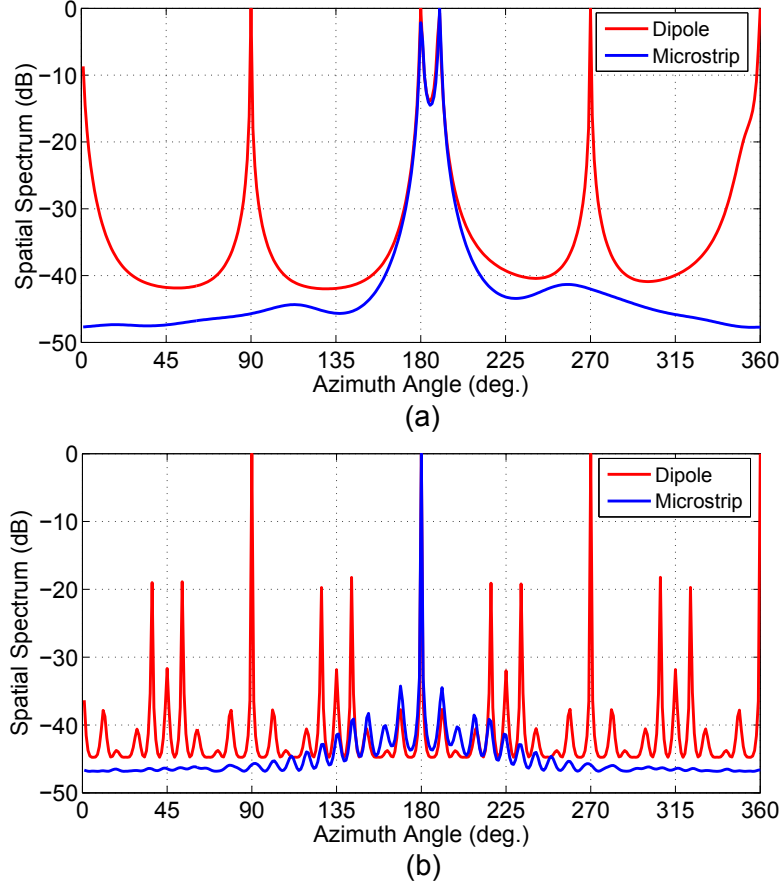 0
−10
−20
−30
−40
−50
Spatial Spectrum (dB)
Dipole
Microstrip
0 45 90 135 180 225 270 315 360
Azimuth Angle (deg.)
(a)
0
−10
−20
−30
−40
−50
Spatial Spectrum (dB)
Dipole
Microstrip
0 45 90 135 180 225 270 315 360
Azimuth Angle (deg.)
(b)